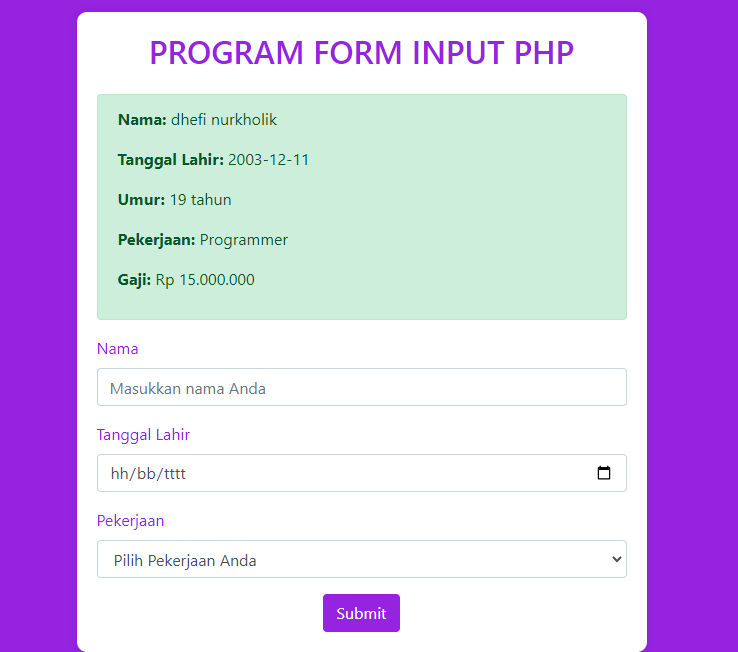 PROGRAM FORM INPUT PHP
Nama: dhefi nurkholik
Tanggal Lahir: 2003-12-11
Umur: 19 tahun
Pekerjaan: Programmer
Gaji: Rp 15.000.000
Nama
Masukkan nama Anda
Tanggal Lahir
hh/bb/tttt
Pekerjaan
Pilih Pekerjaan Anda
Submit